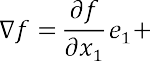 ∇f = ∂f/∂x₁ e₁ +